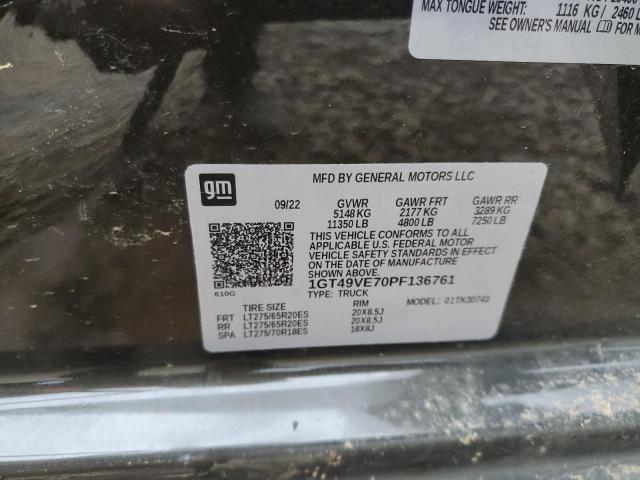 MAX TONGUE WEIGHT: 1116 KG / 2460 L
SEE OWNER'S MANUAL FOR M
gm
MFD BY GENERAL MOTORS LLC
09/22 GVWR GAWR FRT GAWR RR
5148 KG 2177 KG 3289 KG
11350 LB 4800 LB 7250 LB
THIS VEHICLE CONFORMS TO ALL
APPLICABLE U.S. FEDERAL MOTOR
VEHICLE SAFETY STANDARDS IN EFFECT
ON THE DATE OF MANUFACTURE
SHOWN ABOVE.
1GT49VE70PF136761
610G
TYPE: TRUCK MODEL: 01TK30743
TIRE SIZE RIM
FRT LT275/65R20ES 20X8.5J
RR LT275/65R20ES 20X8.5J
SPA LT275/70R18ES 18X8J